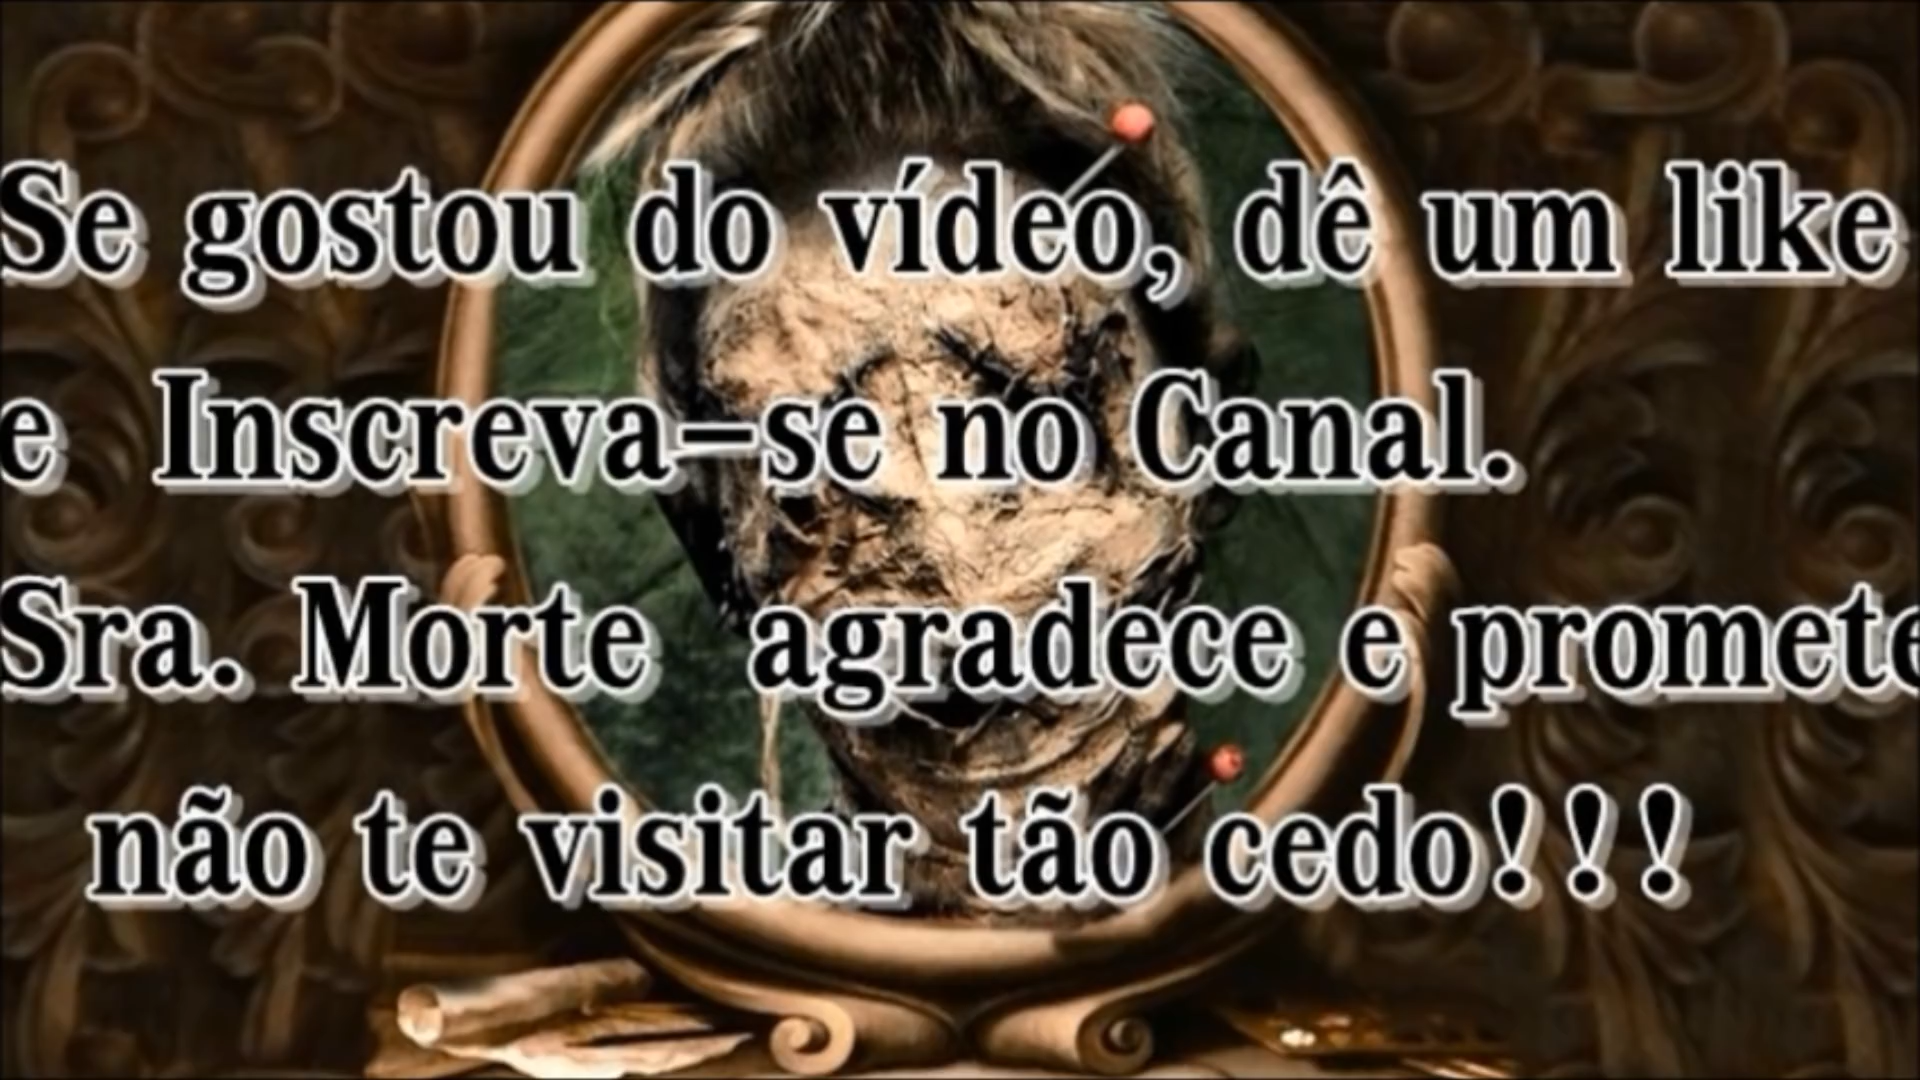 Se gostou do vídeo, dê um like
e Inscreva-se no Canal.
Sra. Morte agradece e promete
não te visitar tão cedo!!!